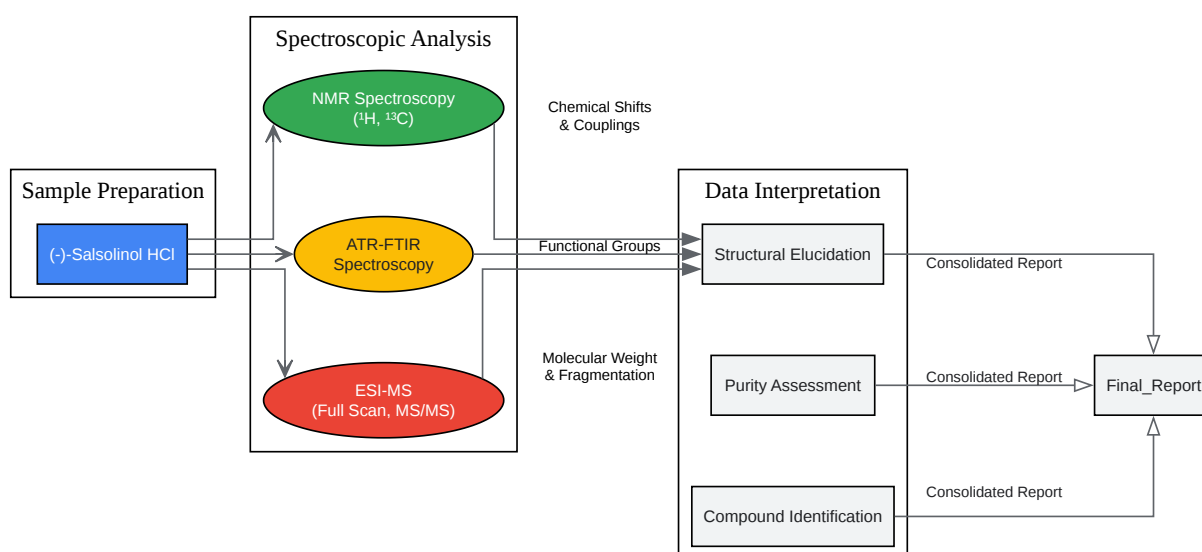 Spectroscopic Analysis
NMR Spectroscopy
(¹H, ¹³C)
Chemical Shifts
& Couplings
Sample Preparation
(-)-Salsolinol HCl
ATR-FTIR
Spectroscopy
Functional Groups
ESI-MS
(Full Scan, MS/MS)
Molecular Weight
& Fragmentation
Data Interpretation
Structural Elucidation
Consolidated Report
Purity Assessment
Consolidated Report
Final_Report
Compound Identification
Consolidated Report